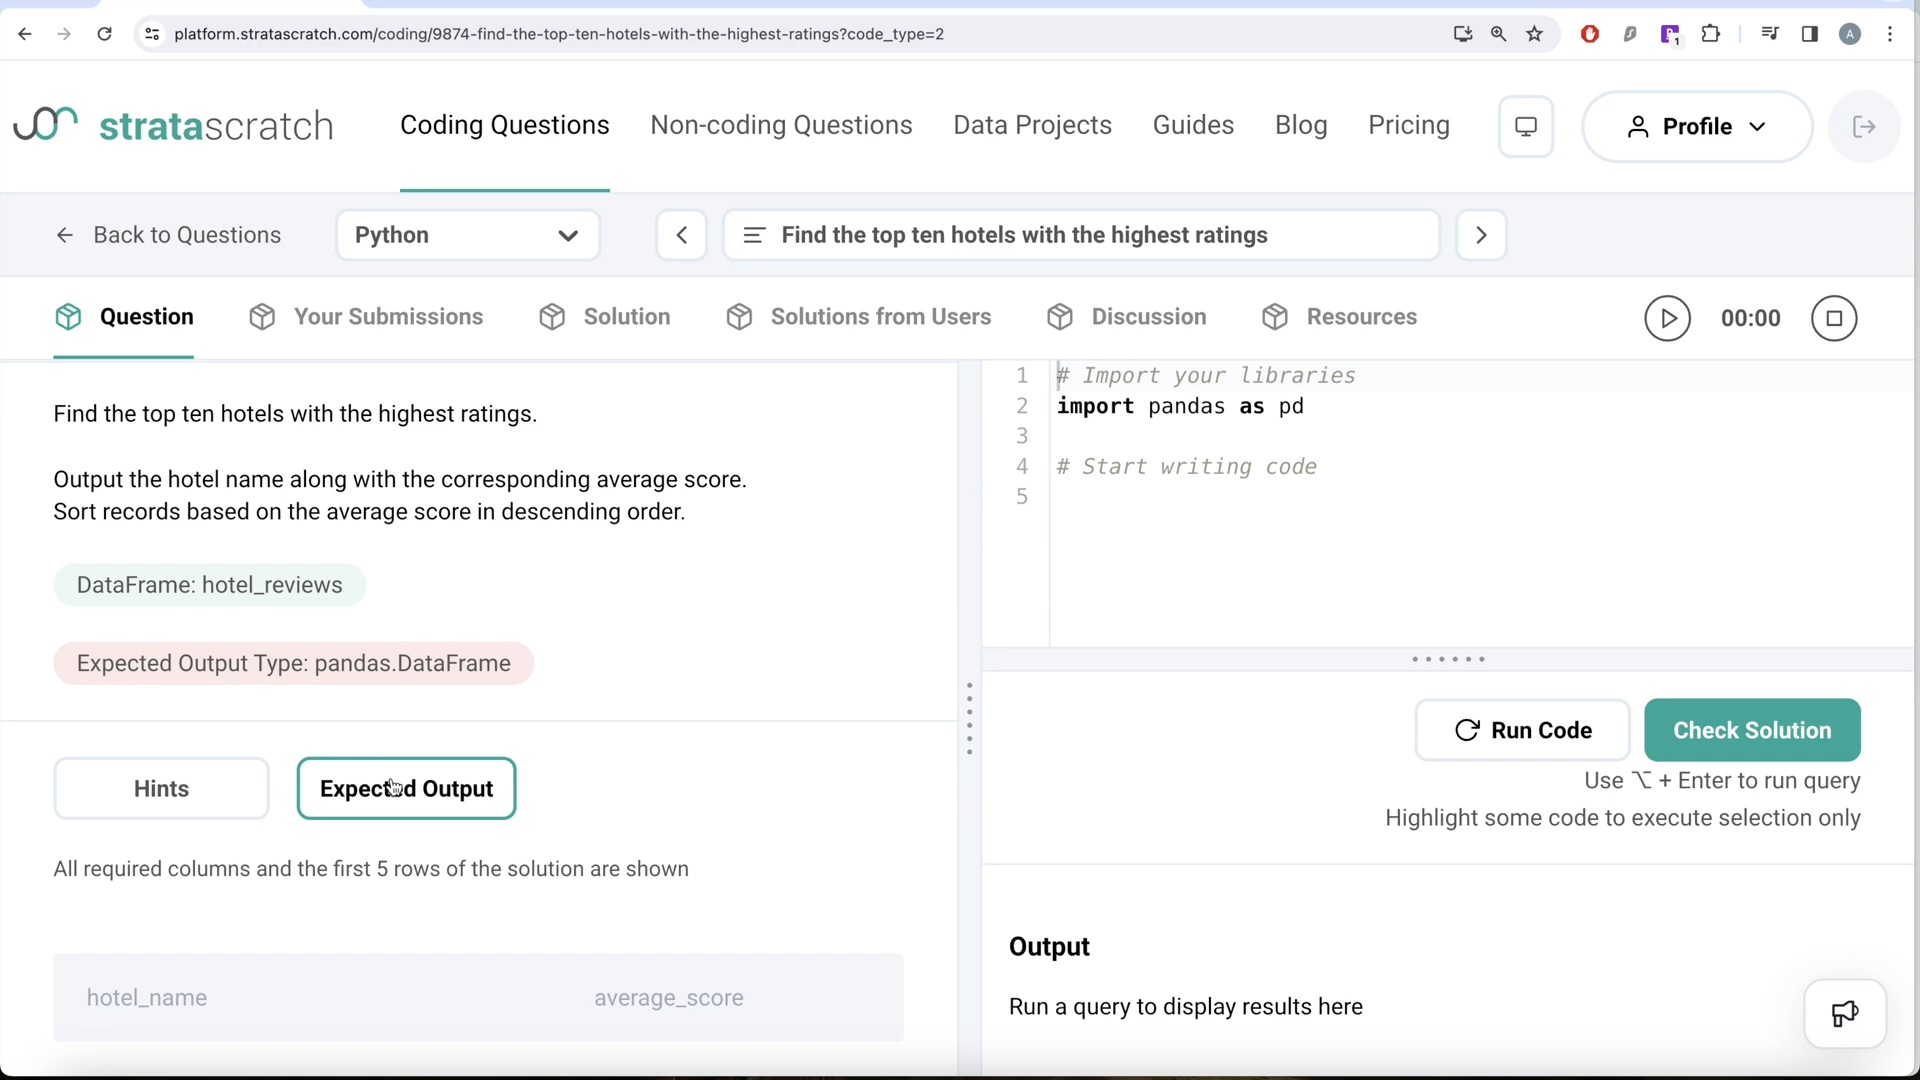 platform.stratascratch.com/coding/9874-find-the-top-ten-hotels-with-the-highest-ratings?code_type=2
1
A
stratascratch
Coding Questions
Non-coding Questions
Data Projects
Guides
Blog
Pricing
Profile
Back to Questions
Python
Find the top ten hotels with the highest ratings
Question
Your Submissions
Solution
Solutions from Users
Discussion
Resources
00:00
Find the top ten hotels with the highest ratings.
Output the hotel name along with the corresponding average score.
Sort records based on the average score in descending order.
DataFrame: hotel_reviews
Expected Output Type: pandas.DataFrame
Hints
Expected Output
All required columns and the first 5 rows of the solution are shown
hotel_name average_score
1 # Import your libraries
2 import pandas as pd
3
4 # Start writing code
5
Run Code
Check Solution
Use ⌥ + Enter to run query
Highlight some code to execute selection only
Output
Run a query to display results here